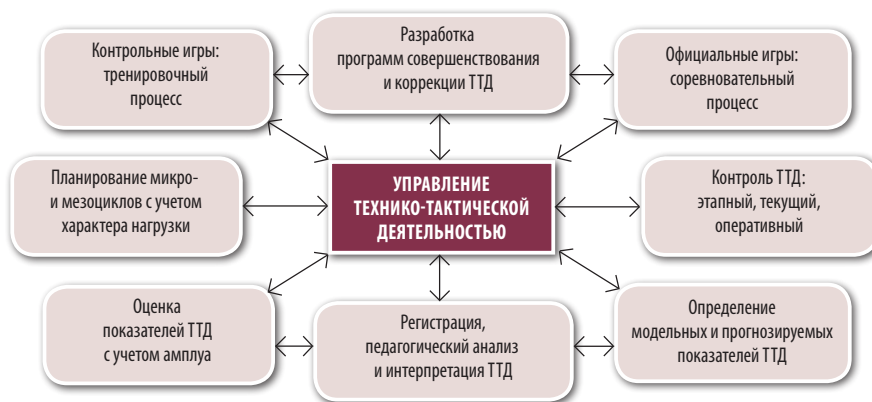 Контрольные игры:
тренировочный
процесс
Разработка
программ совершенствования
и коррекции ТТД
Официальные игры:
соревновательный
процесс
Планирование микро-
и мезоциклов с учетом
характера нагрузки
УПРАВЛЕНИЕ
ТЕХНИКО-ТАКТИЧЕСКОЙ
ДЕЯТЕЛЬНОСТЬЮ
Контроль ТТД:
этапный, текущий,
оперативный
Оценка
показателей ТТД
с учетом амплуа
Регистрация,
педагогический анализ
и интерпретация ТТД
Определение
модельных и прогнозируемых
показателей ТТД